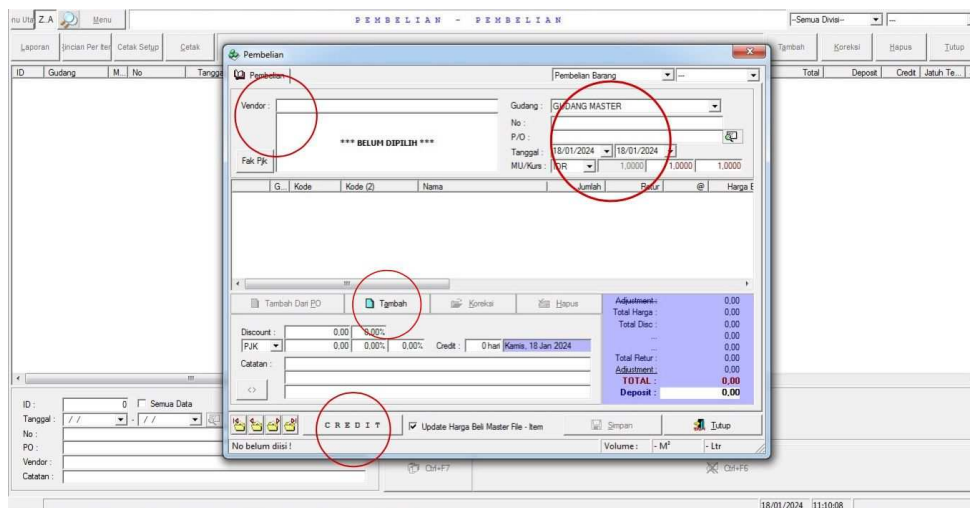 nu Uta Z.A Menu PEMBELIAN - PEMBELIAN --Semua Divisi-- ---
Laporan Rincian Per Iter Cetak Setup Cetak Tambah Koreksi Hapus Tutup
ID Gudang M... No Tangga Total Deposit Credit Jatuh Te...
Pembelian
Pembelian Pembelian Barang ---
Vendor : Gudang : GUDANG MASTER
No :
*** BELUM DIPILIH *** P/O :
Tanggal : 18/01/2024 18/01/2024
Fak Pjk MU/Kurs : IDR 1,0000 1,0000 1,0000
G... Kode Kode (2) Nama Jumlah Retur @ Harga B
Tambah Dari PO Tambah Koreksi Hapus
Adjustment : 0,00
Total Harga : 0,00
Total Disc : 0,00
... 0,00
... 0,00
Total Retur : 0,00
Adjustment : 0,00
TOTAL : 0,00
Deposit : 0,00
Discount : 0,00 0,00%
PJK 0,00 0,00% 0,00% Credit : 0 hari Kamis, 18 Jan 2024
Catatan :
<>
CREDIT Update Harga Beli Master File - Item Simpan Tutup
No belum diisi ! Volume : - M³ - Ltr
ID : 0 Semua Data
Tanggal : / / - / /
No :
PO :
Vendor :
Catatan :
Ctrl+F7 Ctrl+F6
18/01/2024 11:10:08